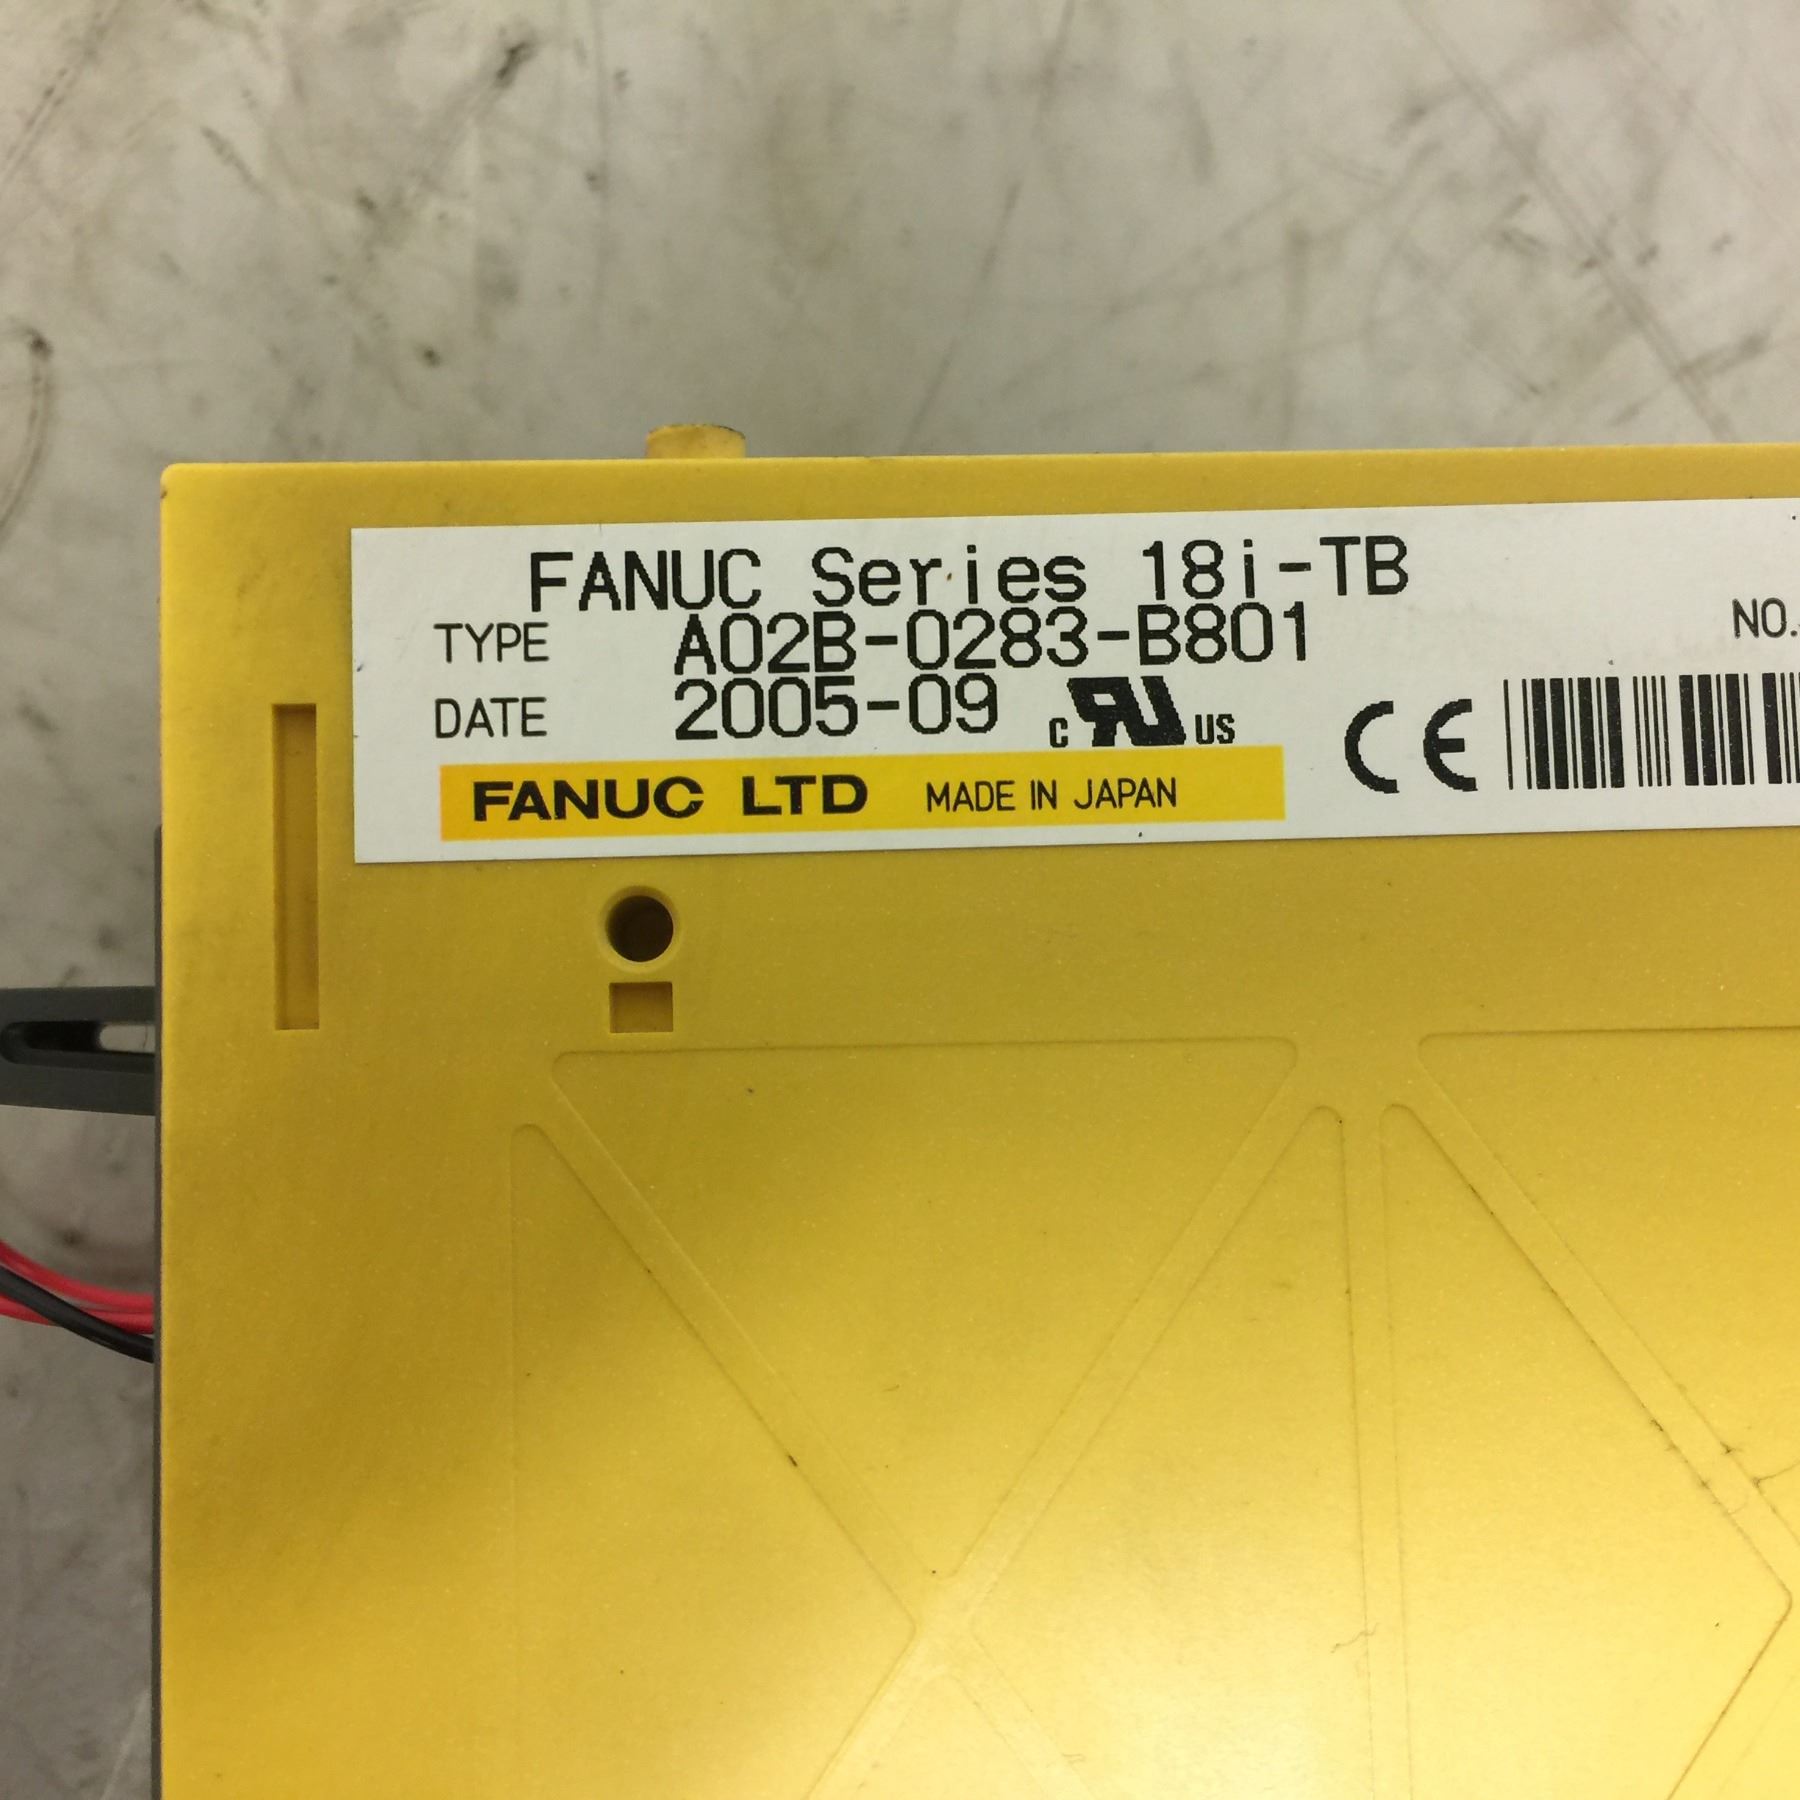 FANUC Series 18i-TB
TYPE A02B-0283-B801
NO.
DATE 2005-09 c RU US CE
FANUC LTD MADE IN JAPAN